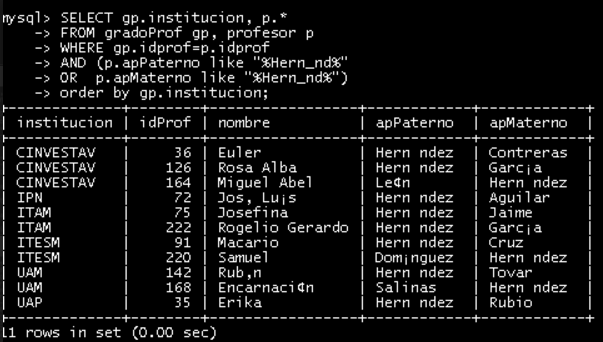 mysql> SELECT gp.institucion, p.*
-> FROM gradoProf gp, profesor p
-> WHERE gp.idprof=p.idprof
-> AND (p.apPaterno like "%Hern_nd%"
-> OR p.apMaterno like "%Hern_nd%")
-> order by gp.institucion;
| institucion | idProf | nombre | apPaterno | apMaterno |
| CINVESTAV | 36 | Euler | Hern ndez | Contreras |
| CINVESTAV | 126 | Rosa Alba | Hern ndez | Garc¡a |
| CINVESTAV | 164 | Miguel Abel | Le¢n | Hern ndez |
| IPN | 72 | Jos, Lu¡s | Hern ndez | Aguilar |
| ITAM | 75 | Josefina | Hern ndez | Jaime |
| ITAM | 222 | Rogelio Gerardo | Hern ndez | Garc¡a |
| ITESM | 91 | Macario | Hern ndez | Cruz |
| ITESM | 220 | Samuel | Dom¡nguez | Hern ndez |
| UAM | 142 | Rub,n | Hern ndez | Tovar |
| UAM | 168 | Encarnaci¢n | Salinas | Hern ndez |
| UAP | 35 | Erika | Hern ndez | Rubio |
11 rows in set (0.00 sec)